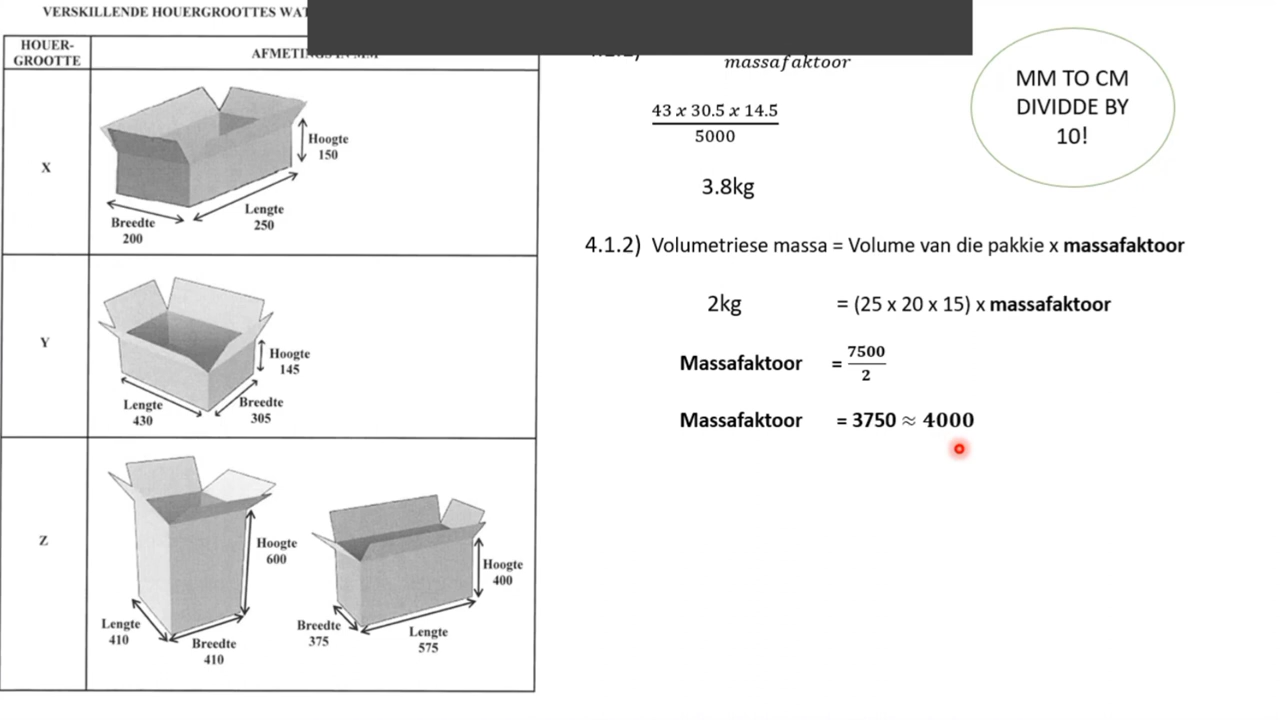 VERSKILLENDE HOUERGROOTTES
HOUER-
GROOTTE
AFMETINGS IN MM
X
Hoogte
150
Lengte
250
Breedte
200
Y
Hoogte
145
Lengte
430
Breedte
305
Z
Hoogte
600
Lengte
410
Breedte
410
Hoogte
400
Breedte
375
Lengte
575
massafaktoor
43 x 30.5 x 14.5
5000
3.8kg
4.1.2) Volumetriese massa = Volume van die pakkie x massafaktoor
2kg = (25 x 20 x 15) x massafaktoor
Massafaktoor = 7500
2
Massafaktoor = 3750 ≈ 4000
MM TO CM
DIVIDDE BY
10!